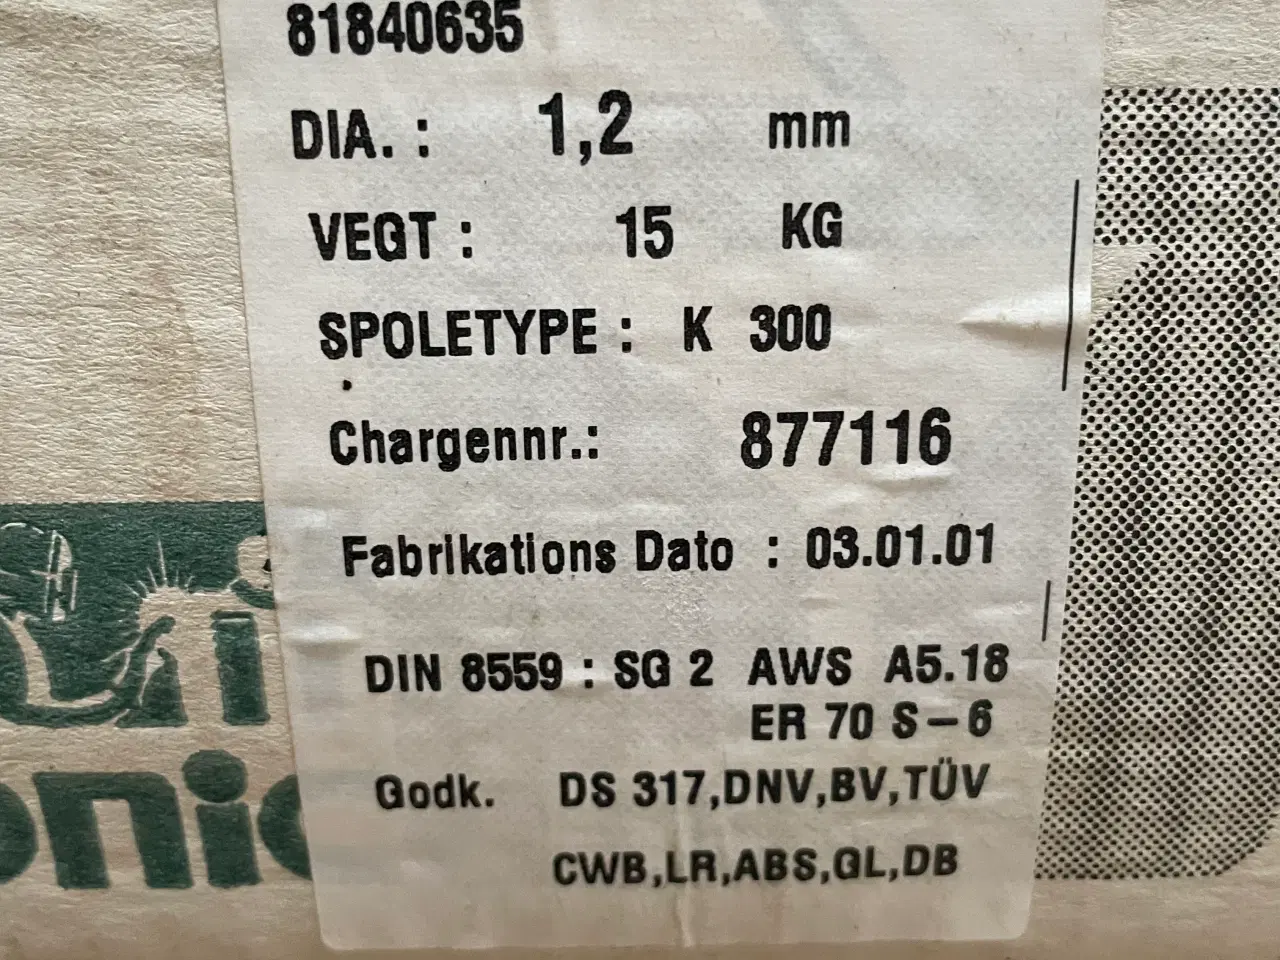 81840635
DIA. : 1,2 mm
VEGT : 15 KG
SPOLETYPE : K 300
Chargennr.: 877116
Fabrikations Dato : 03.01.01
DIN 8559 : SG 2 AWS A5.18
ER 70 S-6
Godk. DS 317,DNV,BV,TÜV
CWB,LR,ABS,GL,DB